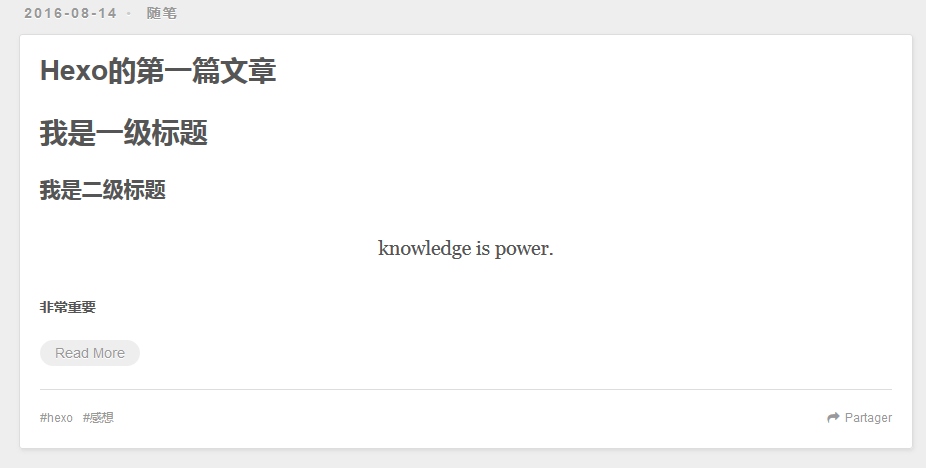 2016-08-14 · 随笔
Hexo的第一篇文章
我是一级标题
我是二级标题
knowledge is power.
非常重要
Read More
#hexo #感想
Partager